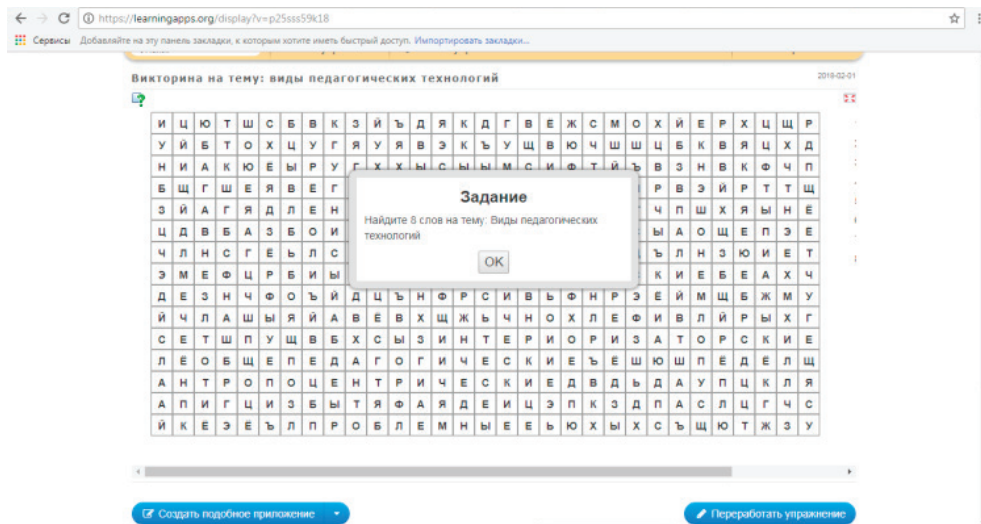 https://learningapps.org/display?v=p25sss59k18
Сервисы Добавляйте на эту панель закладки, к которым хотите иметь быстрый доступ. Импортировать закладки...
Викторина на тему: виды педагогических технологий 2018-02-01
И Ц Ю Т Ш С Б В К З Й Ъ Д Я К Д Г В Ё Ж С М О Х Й Е Р Х Ц Щ Р
У Й Б Т О Х Ц У Г Я У Я В Э К Ъ У Щ В Ю Ч Ш Ш Ц Б К В Я Ц Х Д
Н И А К Ю Ё Ы Р У Г Х Х Ы С Ы Ы М С И Ф Т Й Ъ В З Н В К Ф Ч П
Б Щ Г Ш Е Я В Е Г Р В Э Й Р Т Т Щ
З Й А Г Я Д Л Е Н Ч П Ш Х Я Ы Н Ё
Ц Д В Б А З Б О И Ы А О Щ Е П Э Е
Ч Л Н С Г Ё Ь Л С Ъ Л Н З Ю И Е Т
Э М Е Ф Ц Р Б И Ы К И Е Б Е А Х Ч
Задание
Найдите 8 слов на тему: Виды педагогических
технологий
OK
Д Е З Н Ч Ф О Ъ Й Д Ц Ъ Н Ф Р С И В Ь Ф Н Р Э Ё Й М Щ Б Ж М У
Й Ч Л А Ш Ы Я Й А В Ё В Х Щ Ж Ь Ч Н О Х Л Е Ф И В Л Й Р Ы Х Г
С Е Т Ш П У Щ В Б Х С Ы З И Н Т Е Р И О Р И З А Т О Р С К И Е
Л Ё О Б Щ Е П Е Д А Г О Г И Ч Е С К И Е Ъ Ё Ш Ю Ш П Ё Д Ё Л Щ
А Н Т Р О П О Ц Е Н Т Р И Ч Е С К И Е Д В Д Ь Д А У П Ц К Л Я
А П И Г Ц И З Б Ы Т Я Ф А Я Д Е И Ц Э П К З Д П А С Л Ц Г Ч С
Й К Ё Э Ё Ъ Л П Р О Б Л Е М Н Ы Е Е Ь Ю Х Ы Х С Ъ Щ Ю Т Ж З У
Создать подобное приложение
Переработать упражнение